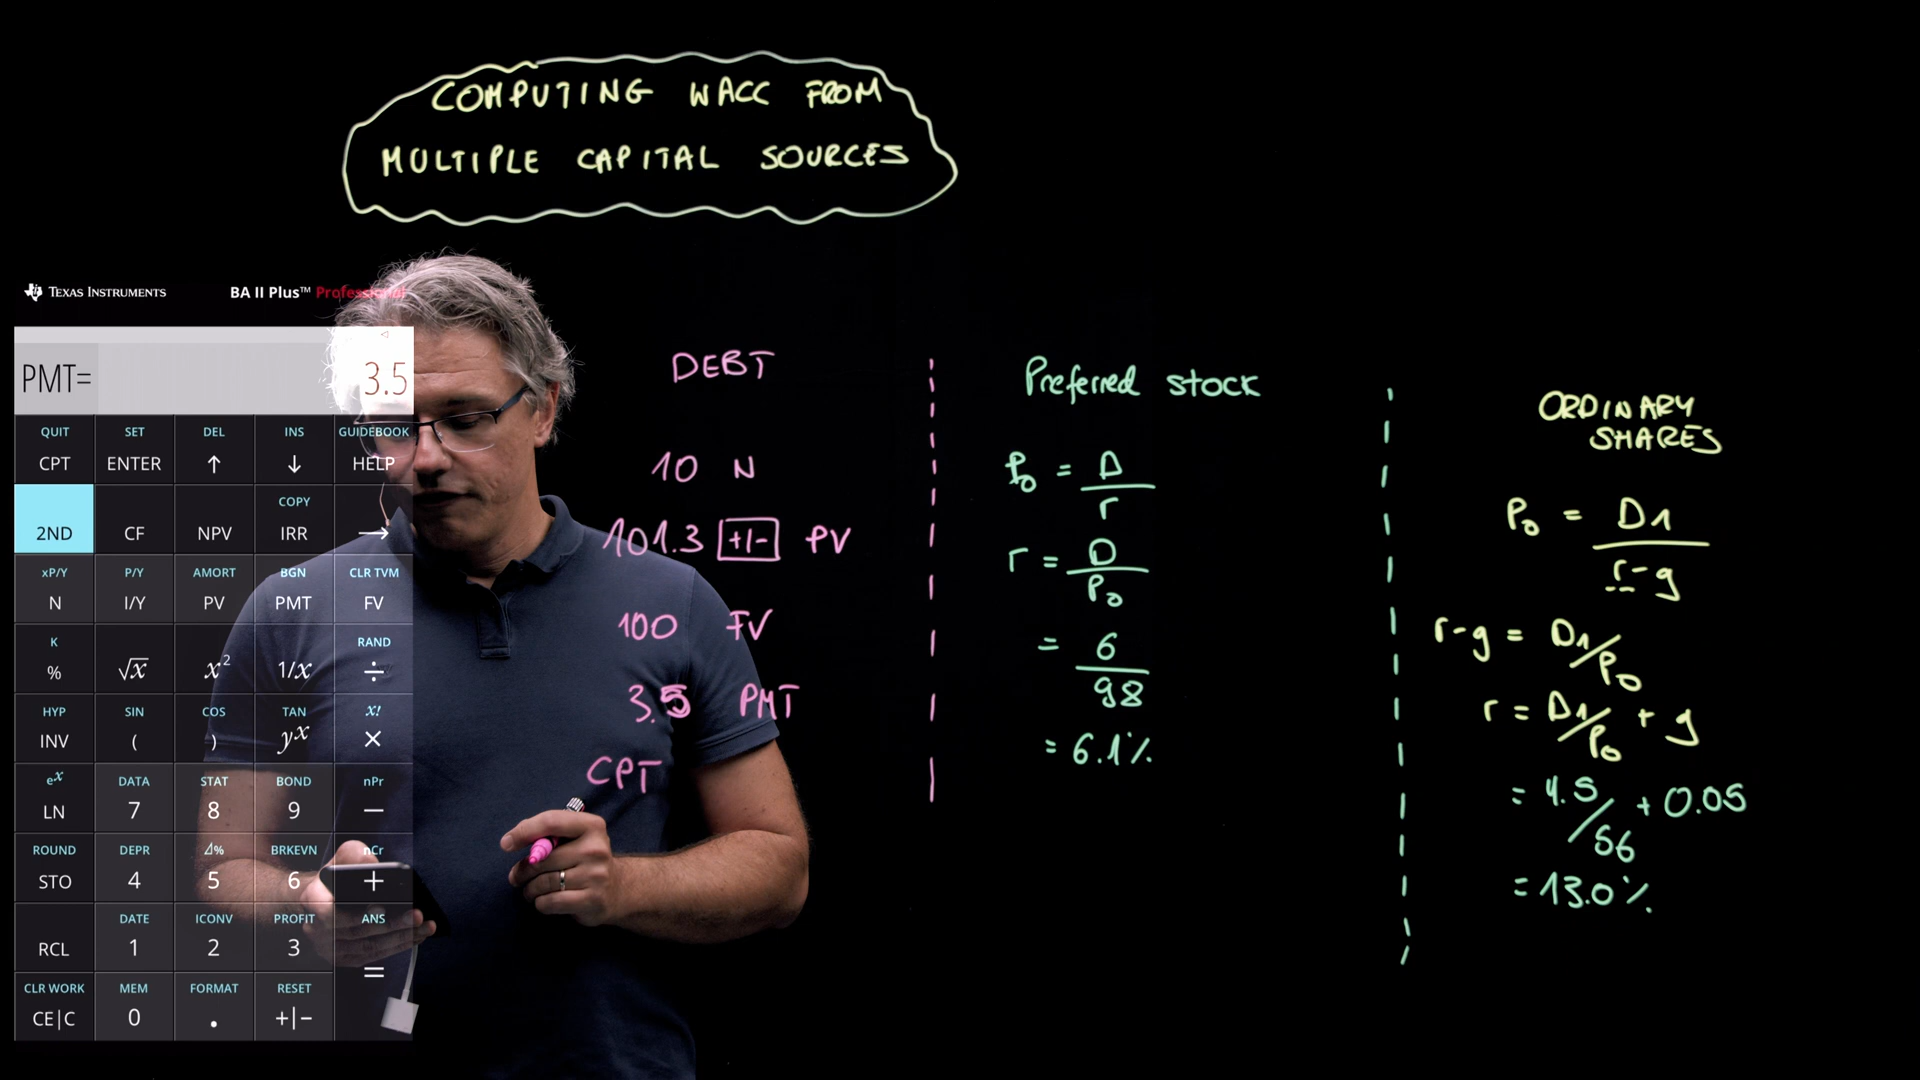 COMPUTING WACC FROM
MULTIPLE CAPITAL SOURCES
TEXAS INSTRUMENTS BA II Plus™ Professional
PMT= 3.5
QUIT SET DEL INS GUIDEBOOK
CPT ENTER ↑ ↓ HELP
COPY
2ND CF NPV IRR →
xP/Y P/Y AMORT BGN CLR TVM
N I/Y PV PMT FV
K RAND
% √x x² 1/x ÷
HYP SIN COS TAN x!
INV ( ) yˣ ×
eˣ DATA STAT BOND nPr
LN 7 8 9 −
ROUND DEPR ⊿% BRKEVN nCr
STO 4 5 6 +
DATE ICONV PROFIT ANS
RCL 1 2 3 =
CLR WORK MEM FORMAT RESET
CE|C 0 . +|−
DEBT
10 N
101.3 +|- PV
100 FV
3.5 PMT
CPT
Preferred stock
P₀ = D/r
r = D/P₀
= 6/98
= 6.1%
ORDINARY
SHARES
P₀ = D1/(r-g)
r-g = D1/P₀
r = D1/P₀ + g
= 4.5/56 + 0.05
= 13.0%